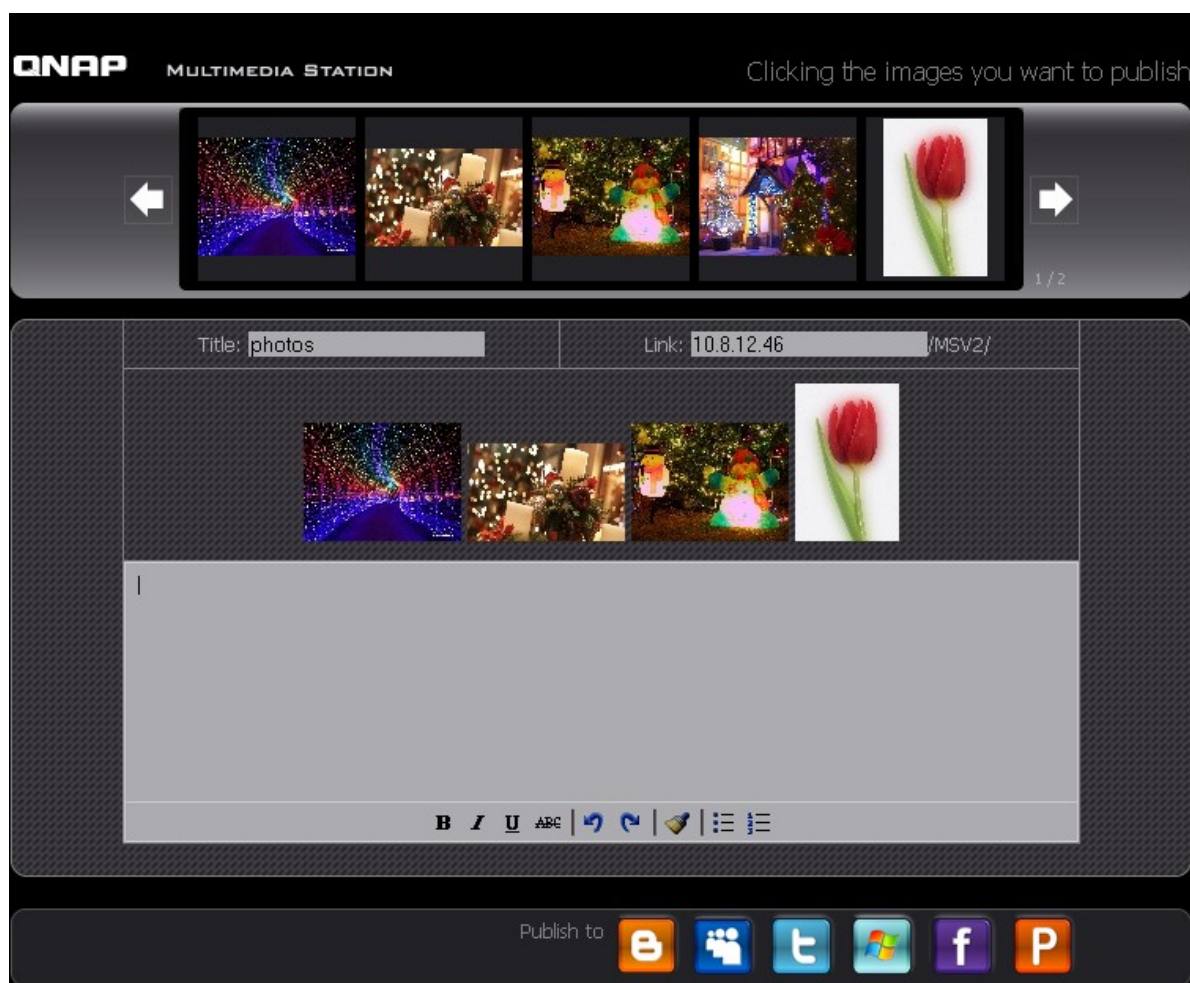 QNAP MULTIMEDIA STATION
Clicking the images you want to publish
1/2
Title: photos
Link: 10.8.12.46 /MSV2/
B I U ABC
Publish to